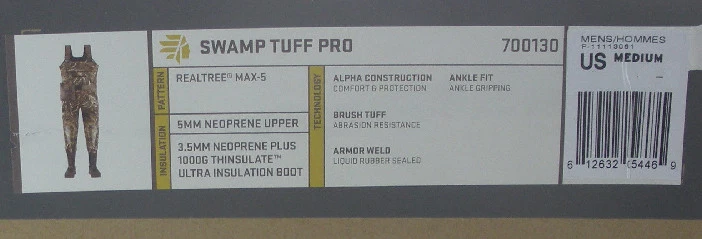 SWAMP TUFF PRO
700130
PATTERN
REALTREE® MAX-5
INSULATION
5MM NEOPRENE UPPER
3.5MM NEOPRENE PLUS
1000G THINSULATE™
ULTRA INSULATION BOOT
TECHNOLOGY
ALPHA CONSTRUCTION
COMFORT & PROTECTION
BRUSH TUFF
ABRASION RESISTANCE
ARMOR WELD
LIQUID RUBBER SEALED
ANKLE FIT
ANKLE GRIPPING
MENS/HOMMES
US MEDIUM
6 12632 05446 9